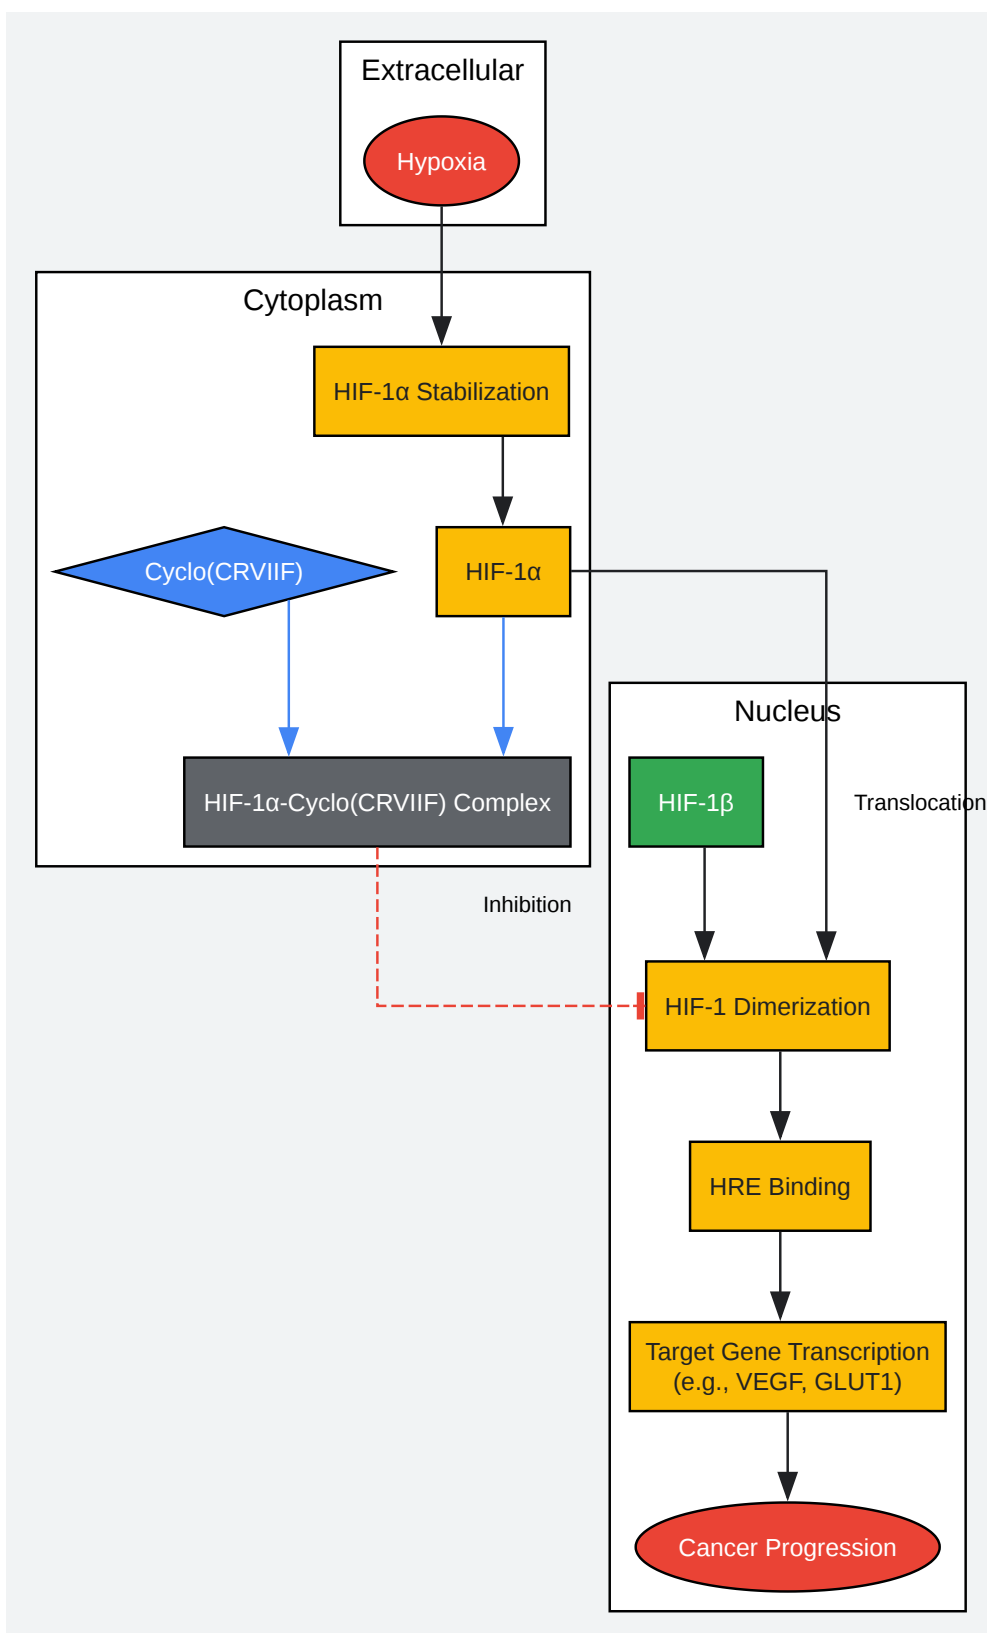 Extracellular
Hypoxia
Cytoplasm
HIF-1α Stabilization
Cyclo(CRVIIF)
HIF-1α
Nucleus
HIF-1α-Cyclo(CRVIIF) Complex
HIF-1β
Translocation
Inhibition
HIF-1 Dimerization
HRE Binding
Target Gene Transcription
(e.g., VEGF, GLUT1)
Cancer Progression